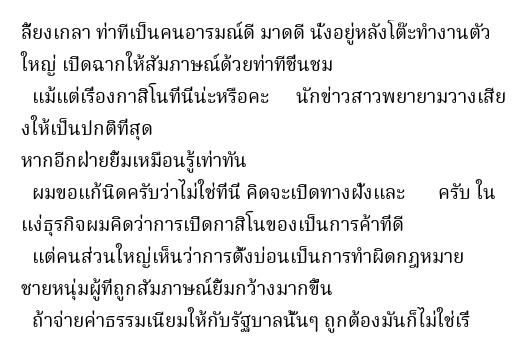 ลี้ยงเกลา ท่าทีเป็นคนอารมณ์ดี มาดดี นั่งอยู่หลังโต๊ะทำงานตัว
ใหญ่ เปิดฉากให้สัมภาษณ์ด้วยท่าทีชื่นชม
แม้แต่เรื่องกาสิโนที่นี่น่ะหรือคะ นักข่าวสาวพยายามวางเสีย
งให้เป็นปกติที่สุด
หากอีกฝ่ายยิ้มเหมือนรู้เท่าทัน
ผมขอแก้นิดครับว่าไม่ใช่ที่นี่ คิดจะเปิดทางฝั่งและ ครับ ใน
แง่ธุรกิจผมคิดว่าการเปิดกาสิโนของเป็นการค้าที่ดี
แต่คนส่วนใหญ่เห็นว่าการตั้งบ่อนเป็นการทำผิดกฎหมาย
ชายหนุ่มผู้ที่ถูกสัมภาษณ์ยิ้มกว้างมากขึ้น
ถ้าจ่ายค่าธรรมเนียมให้กับรัฐบาลนั้นๆ ถูกต้องมันก็ไม่ใช่เรื่